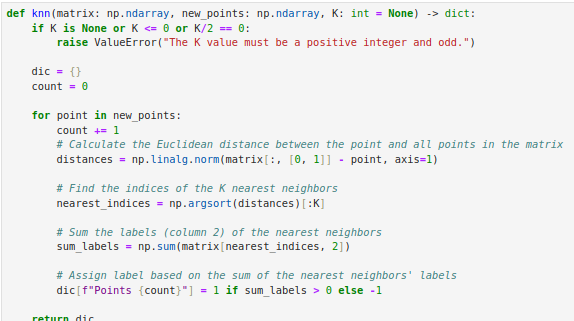 def knn(matrix: np.ndarray, new_points: np.ndarray, K: int = None) -> dict:
    if K is None or K <= 0 or K/2 == 0:
        raise ValueError("The K value must be a positive integer and odd.")

    dic = {}
    count = 0

    for point in new_points:
        count += 1
        # Calculate the Euclidean distance between the point and all points in the matrix
        distances = np.linalg.norm(matrix[:, [0, 1]] - point, axis=1)

        # Find the indices of the K nearest neighbors
        nearest_indices = np.argsort(distances)[:K]

        # Sum the labels (column 2) of the nearest neighbors
        sum_labels = np.sum(matrix[nearest_indices, 2])

        # Assign label based on the sum of the nearest neighbors' labels
        dic[f"Points {count}"] = 1 if sum_labels > 0 else -1

    return dic